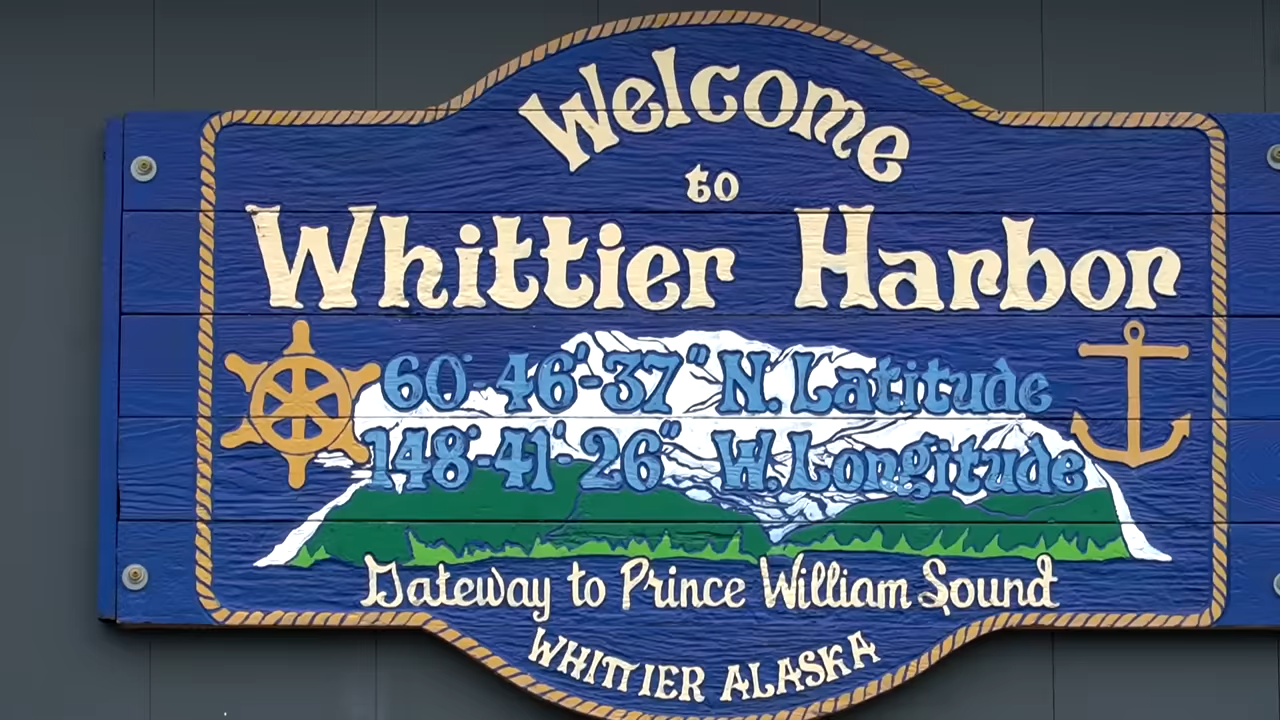 Welcome
to
Whittier Harbor
60°-46'-37" N. Latitude
148°-41'-26" W. Longitude
Gateway to Prince William Sound
WHITTIER ALASKA